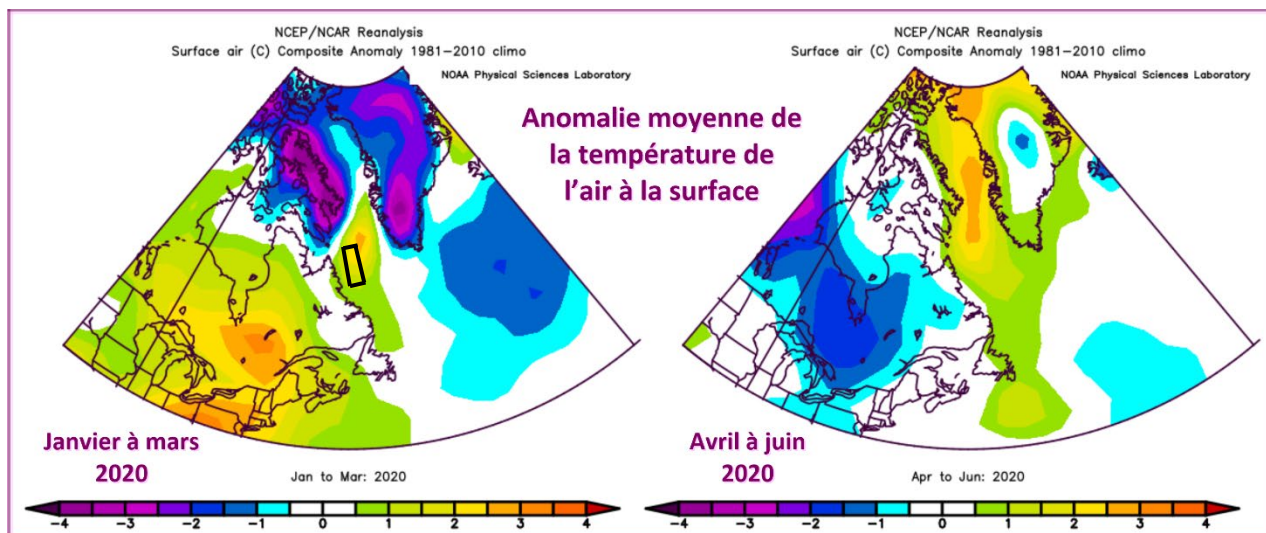 NCEP/NCAR Reanalysis
Surface air (C) Composite Anomaly 1981-2010 climo
NOAA Physical Sciences Laboratory
Anomalie moyenne de
la température de
l'air à la surface
Janvier à mars
2020
Jan to Mar: 2020
-4 -3 -2 -1 0 1 2 3 4
NCEP/NCAR Reanalysis
Surface air (C) Composite Anomaly 1981-2010 climo
NOAA Physical Sciences Laboratory
Avril à juin
2020
Apr to Jun: 2020
-4 -3 -2 -1 0 1 2 3 4